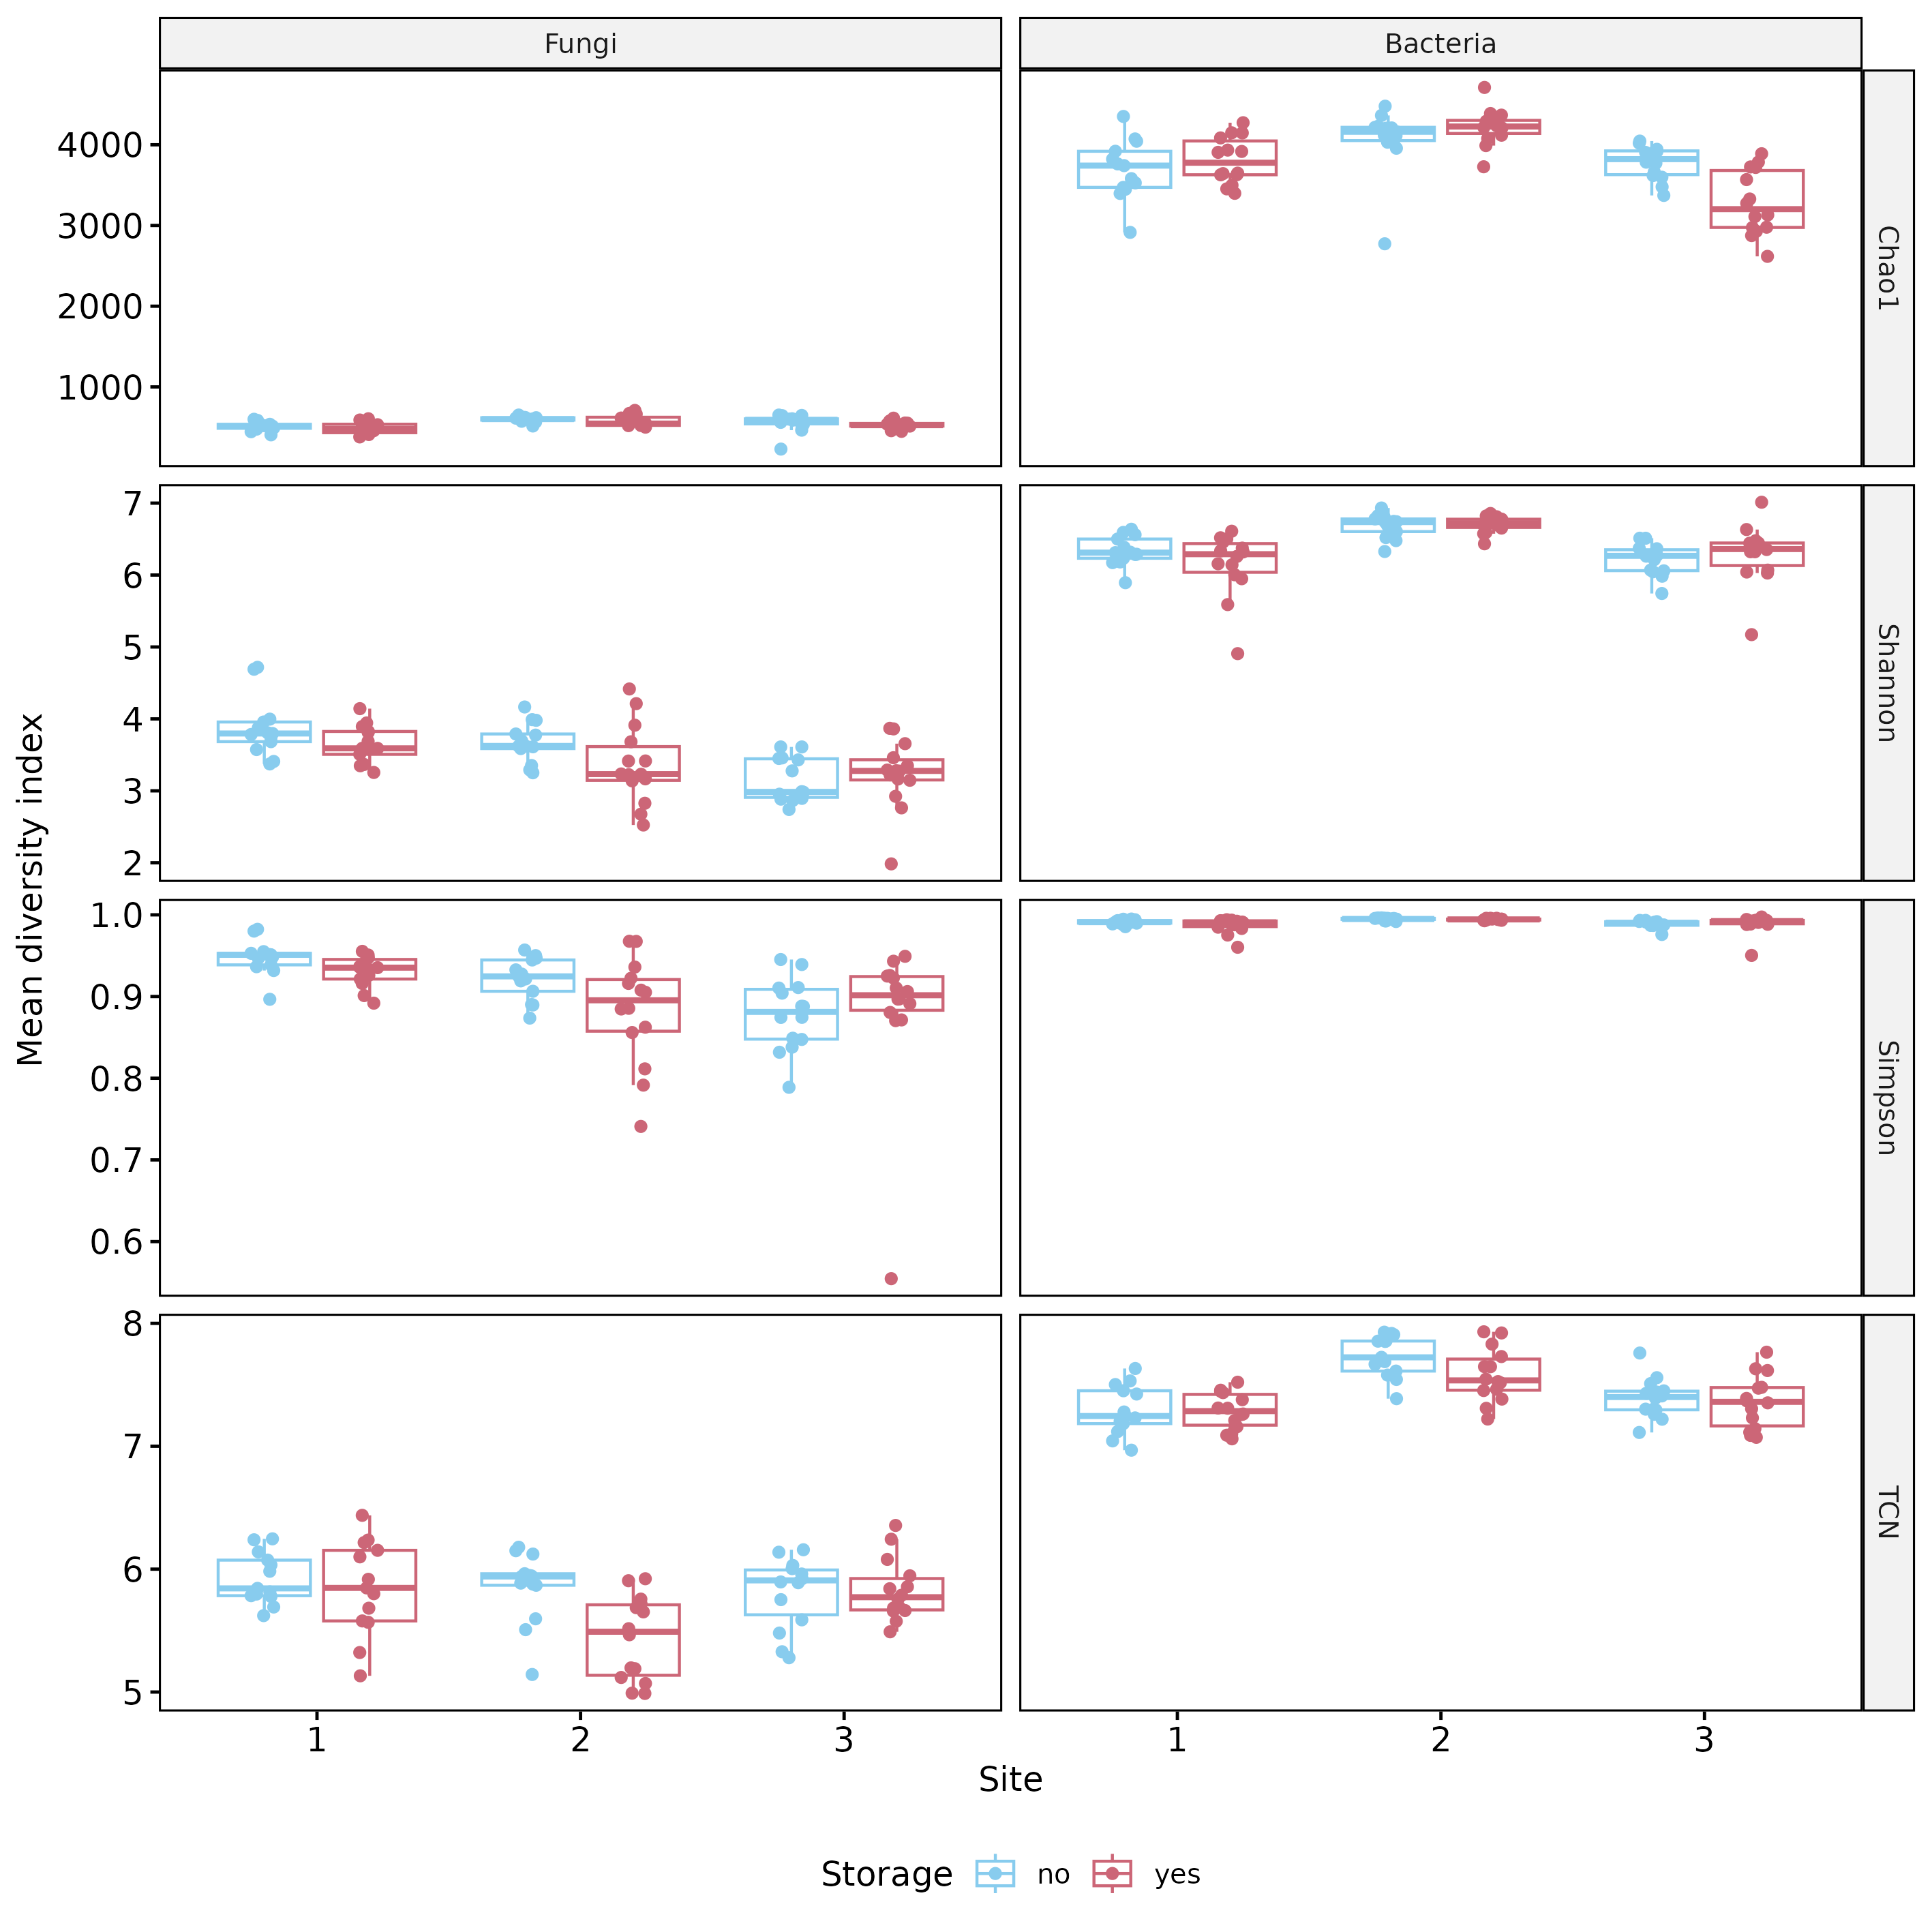 Fungi Bacteria
4000
3000
2000
1000
Chao1
7
6
5
4
3
2
Shannon
1.0
0.9
0.8
0.7
0.6
Simpson
8
7
6
5
TCN
Mean diversity index
1 2 3 1 2 3
Site
Storage no yes